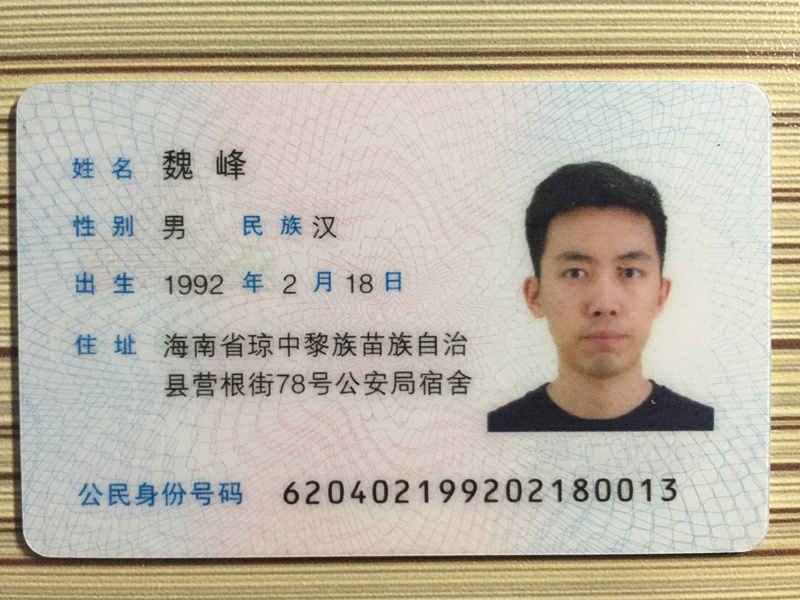 姓名 魏峰
性别 男 民族 汉
出生 1992 年 2 月 18 日
住址 海南省琼中黎族苗族自治
县营根街78号公安局宿舍
公民身份号码 620402199202180013